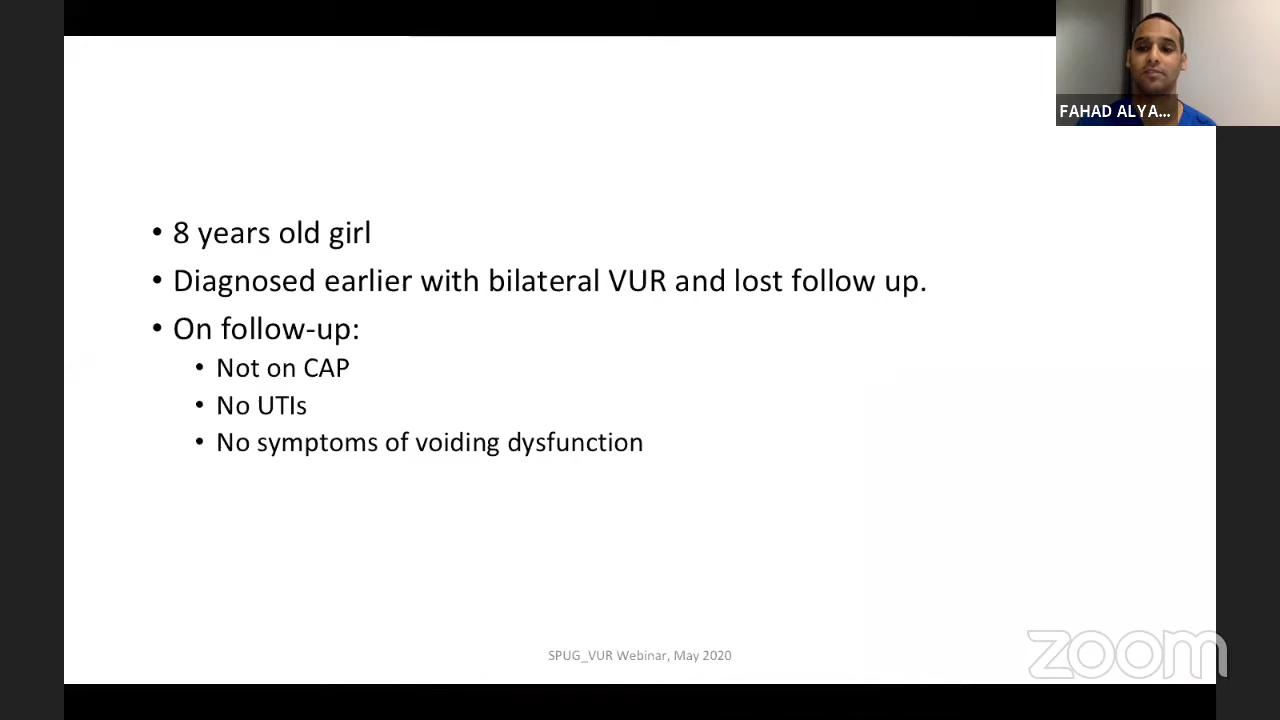 FAHAD ALYA...
• 8 years old girl
• Diagnosed earlier with bilateral VUR and lost follow up.
• On follow-up:
• Not on CAP
• No UTIs
• No symptoms of voiding dysfunction
SPUG_VUR Webinar, May 2020
zoom